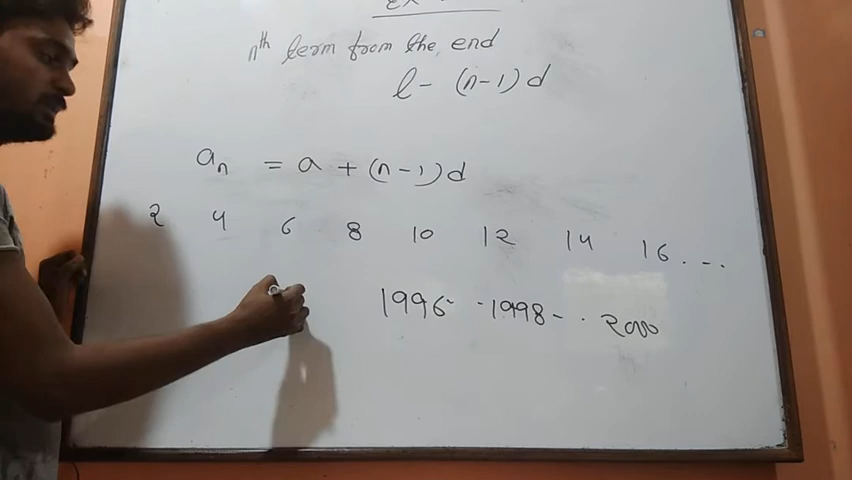 nth term from the end
l - (n-1)d
an = a + (n-1)d
2 4 6 8 10 12 14 16. ...
1996- -1998- . 2000